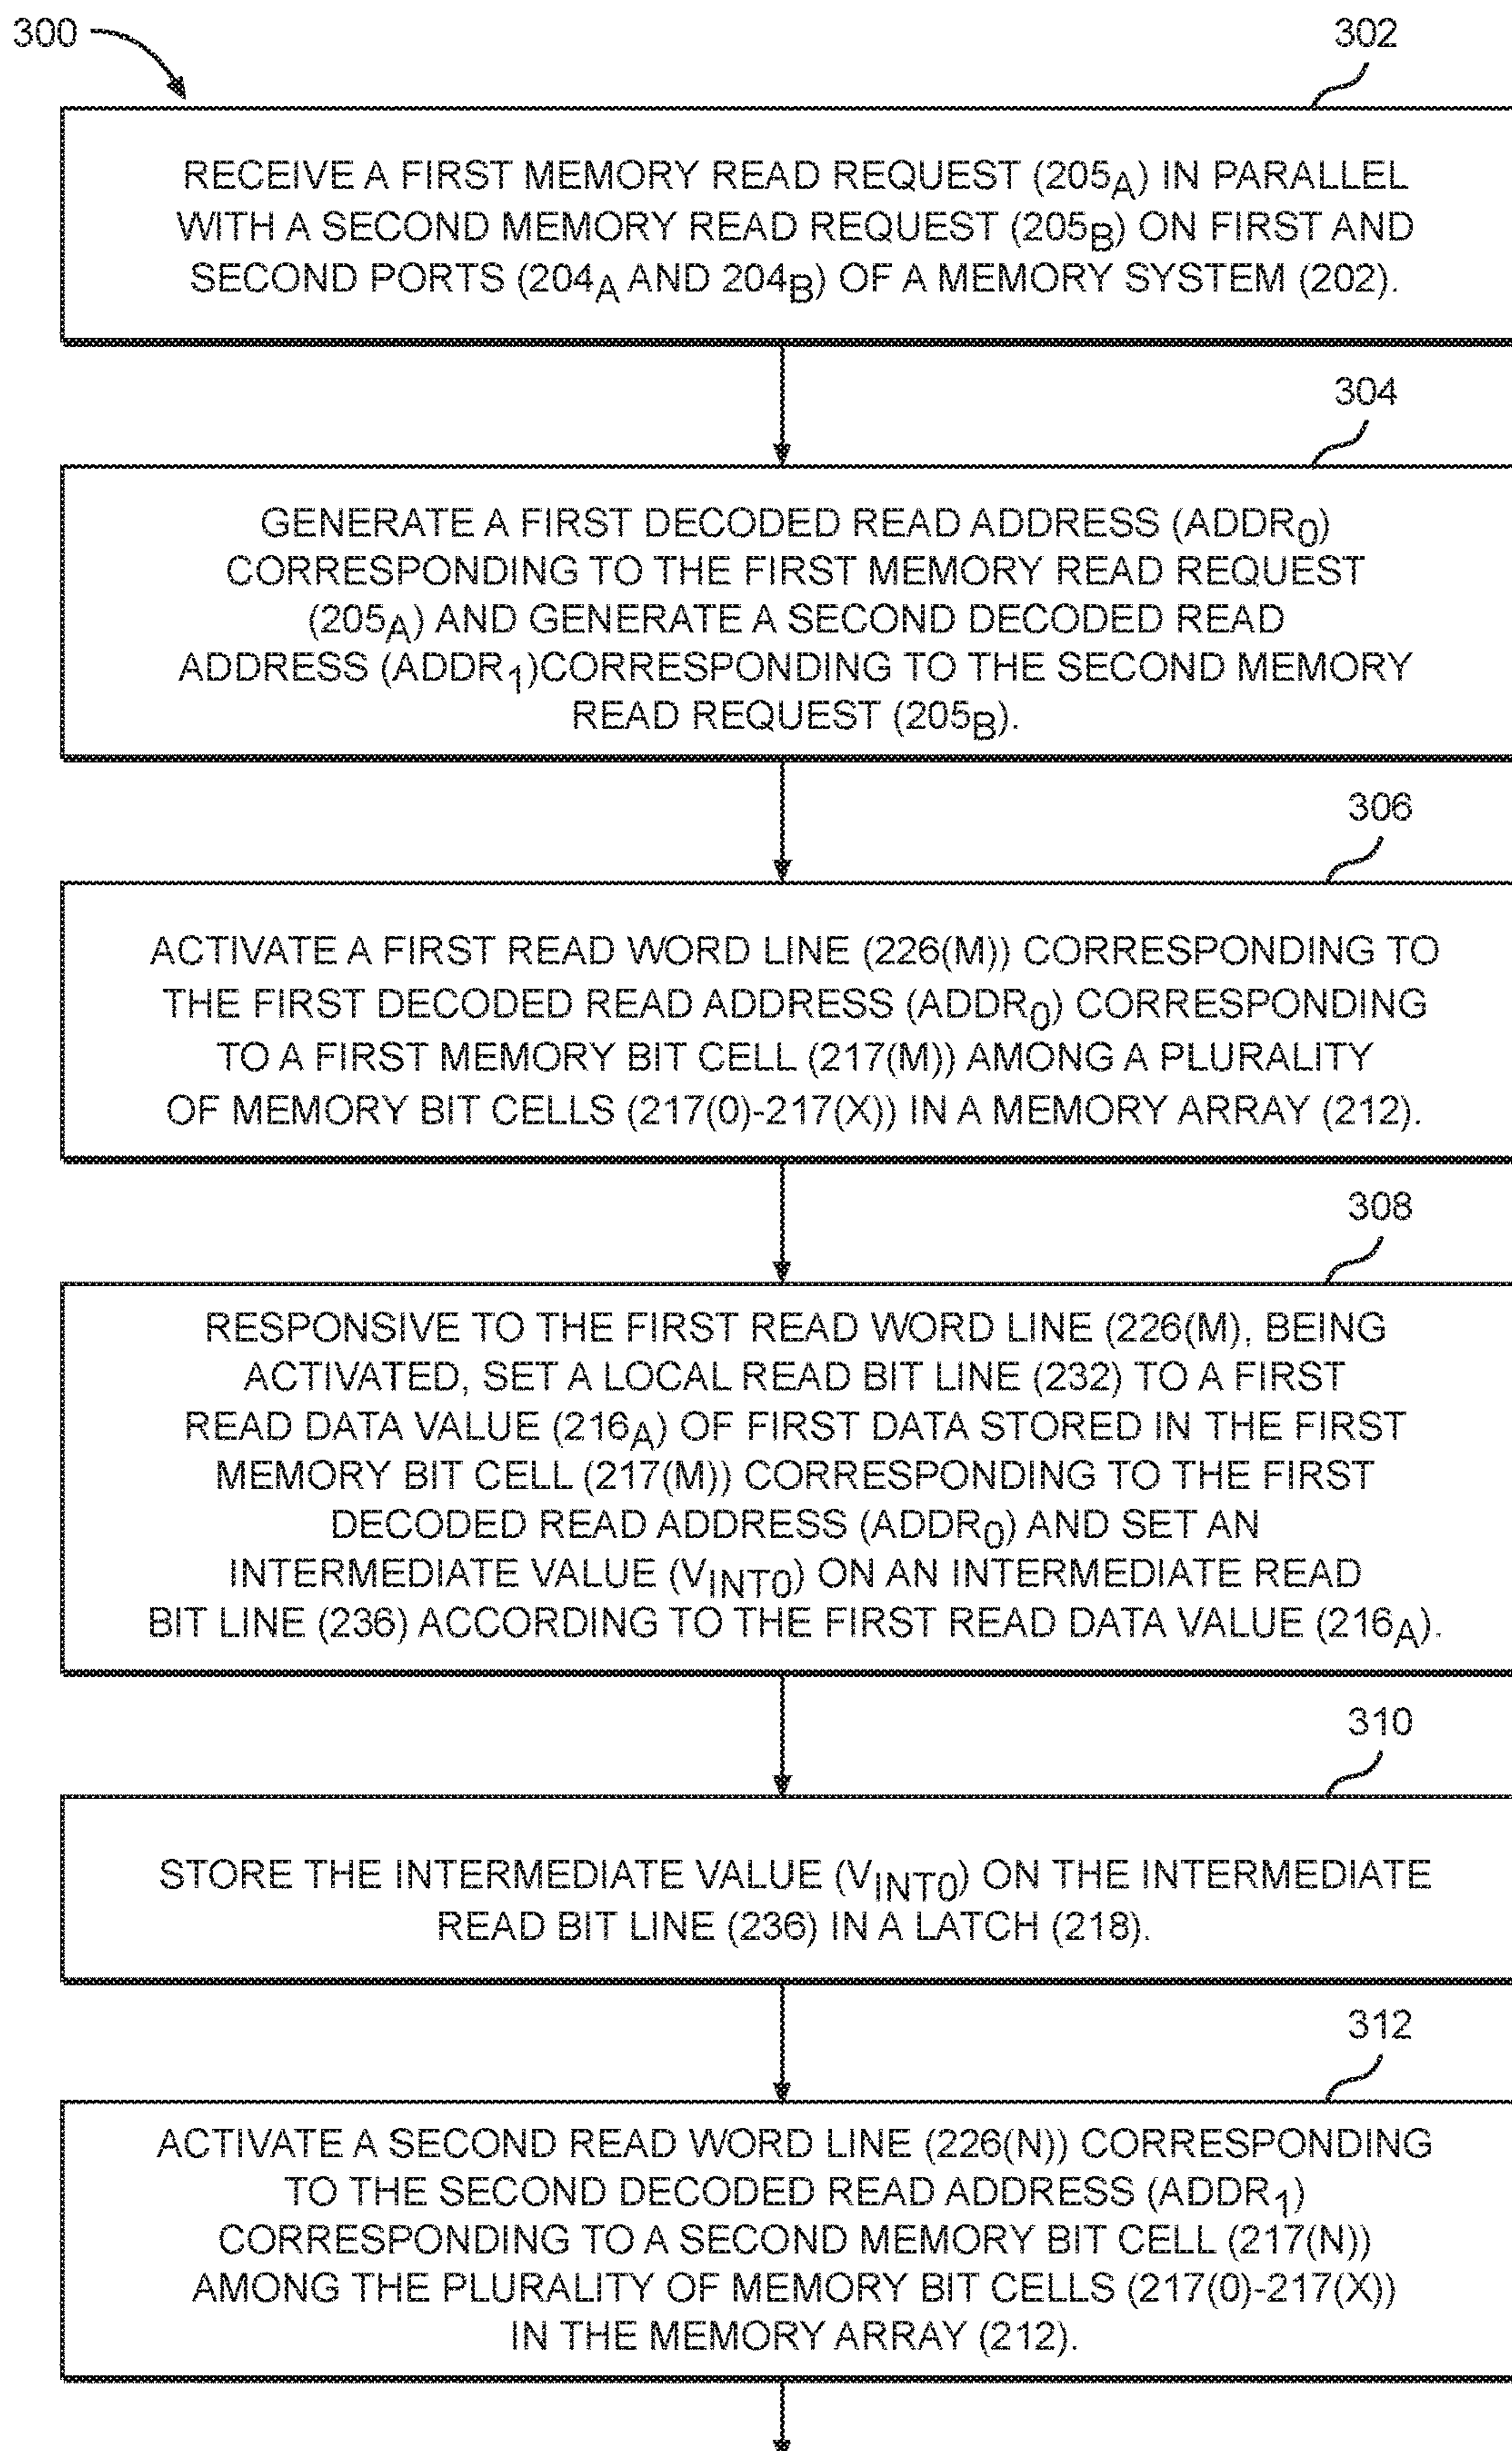 300
302
RECEIVE A FIRST MEMORY READ REQUEST (205A) IN PARALLEL
WITH A SECOND MEMORY READ REQUEST (205B) ON FIRST AND
SECOND PORTS (204A AND 204B) OF A MEMORY SYSTEM (202).
304
GENERATE A FIRST DECODED READ ADDRESS (ADDR0)
CORRESPONDING TO THE FIRST MEMORY READ REQUEST
(205A) AND GENERATE A SECOND DECODED READ
ADDRESS (ADDR1)CORRESPONDING TO THE SECOND MEMORY
READ REQUEST (205B).
306
ACTIVATE A FIRST READ WORD LINE (226(M)) CORRESPONDING TO
THE FIRST DECODED READ ADDRESS (ADDR0) CORRESPONDING
TO A FIRST MEMORY BIT CELL (217(M)) AMONG A PLURALITY
OF MEMORY BIT CELLS (217(0)-217(X)) IN A MEMORY ARRAY (212).
308
RESPONSIVE TO THE FIRST READ WORD LINE (226(M), BEING
ACTIVATED, SET A LOCAL READ BIT LINE (232) TO A FIRST
READ DATA VALUE (216A) OF FIRST DATA STORED IN THE FIRST
MEMORY BIT CELL (217(M)) CORRESPONDING TO THE FIRST
DECODED READ ADDRESS (ADDR0) AND SET AN
INTERMEDIATE VALUE (VINT0) ON AN INTERMEDIATE READ
BIT LINE (236) ACCORDING TO THE FIRST READ DATA VALUE (216A).
310
STORE THE INTERMEDIATE VALUE (VINT0) ON THE INTERMEDIATE
READ BIT LINE (236) IN A LATCH (218).
312
ACTIVATE A SECOND READ WORD LINE (226(N)) CORRESPONDING
TO THE SECOND DECODED READ ADDRESS (ADDR1)
CORRESPONDING TO A SECOND MEMORY BIT CELL (217(N))
AMONG THE PLURALITY OF MEMORY BIT CELLS (217(0)-217(X))
IN THE MEMORY ARRAY (212).